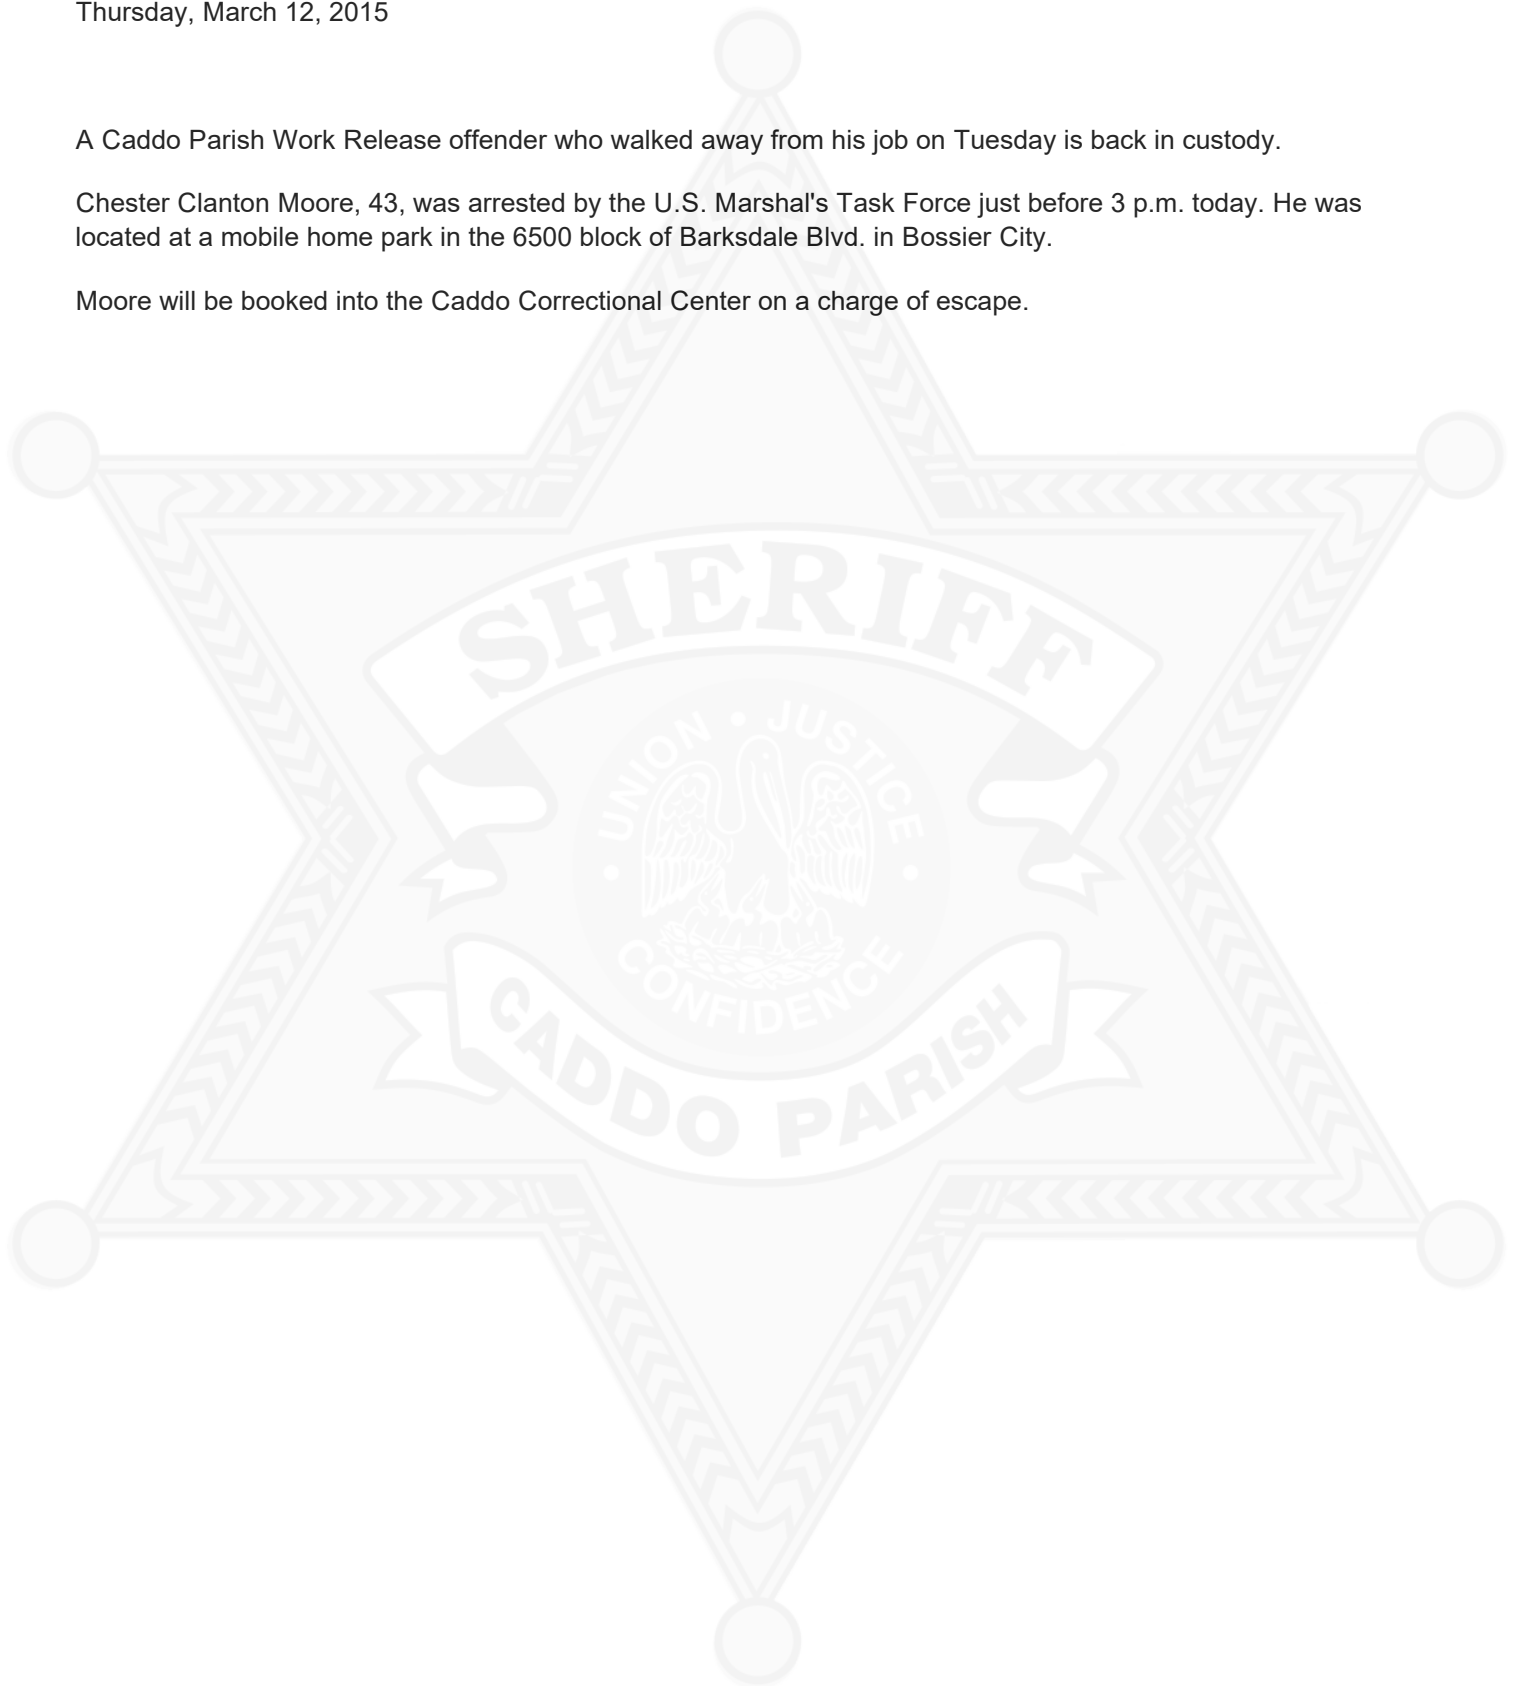 Thursday, March 12, 2015
A Caddo Parish Work Release offender who walked away from his job on Tuesday is back in custody.
Chester Clanton Moore, 43, was arrested by the U.S. Marshal's Task Force just before 3 p.m. today. He was
located at a mobile home park in the 6500 block of Barksdale Blvd. in Bossier City.
Moore will be booked into the Caddo Correctional Center on a charge of escape.
SHERIFF
UNION • JUSTICE
• CONFIDENCE •
CADDO PARISH